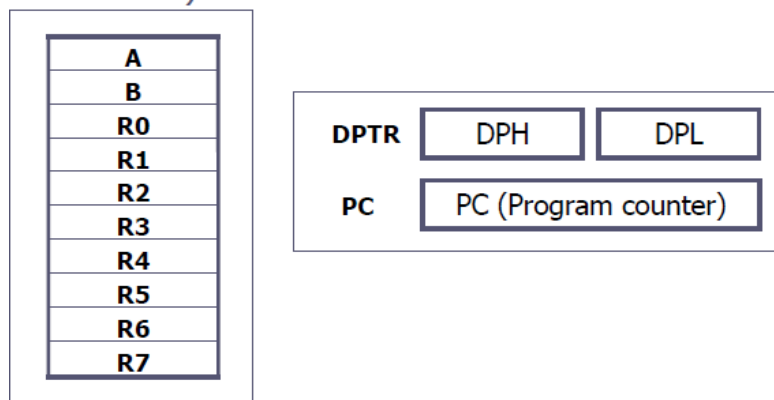 A
B
R0
R1
R2
R3
R4
R5
R6
R7
DPTR DPH DPL
PC PC (Program counter)